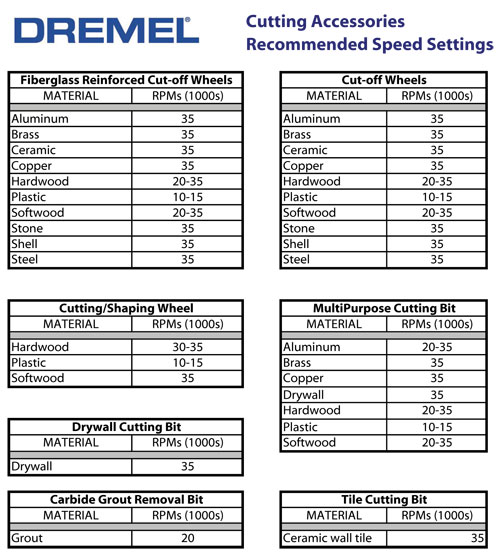 DREMEL
Cutting Accessories
Recommended Speed Settings
Fiberglass Reinforced Cut-off Wheels
MATERIAL RPMs (1000s)
Aluminum 35
Brass 35
Ceramic 35
Copper 35
Hardwood 20-35
Plastic 10-15
Softwood 20-35
Stone 35
Shell 35
Steel 35
Cut-off Wheels
MATERIAL RPMs (1000s)
Aluminum 35
Brass 35
Ceramic 35
Copper 35
Hardwood 20-35
Plastic 10-15
Softwood 20-35
Stone 35
Shell 35
Steel 35
Cutting/Shaping Wheel
MATERIAL RPMs (1000s)
Hardwood 30-35
Plastic 10-15
Softwood 35
MultiPurpose Cutting Bit
MATERIAL RPMs (1000s)
Aluminum 20-35
Brass 35
Copper 35
Drywall 35
Hardwood 20-35
Plastic 10-15
Softwood 20-35
Drywall Cutting Bit
MATERIAL RPMs (1000s)
Drywall 35
Carbide Grout Removal Bit
MATERIAL RPMs (1000s)
Grout 20
Tile Cutting Bit
MATERIAL RPMs (1000s)
Ceramic wall tile 35